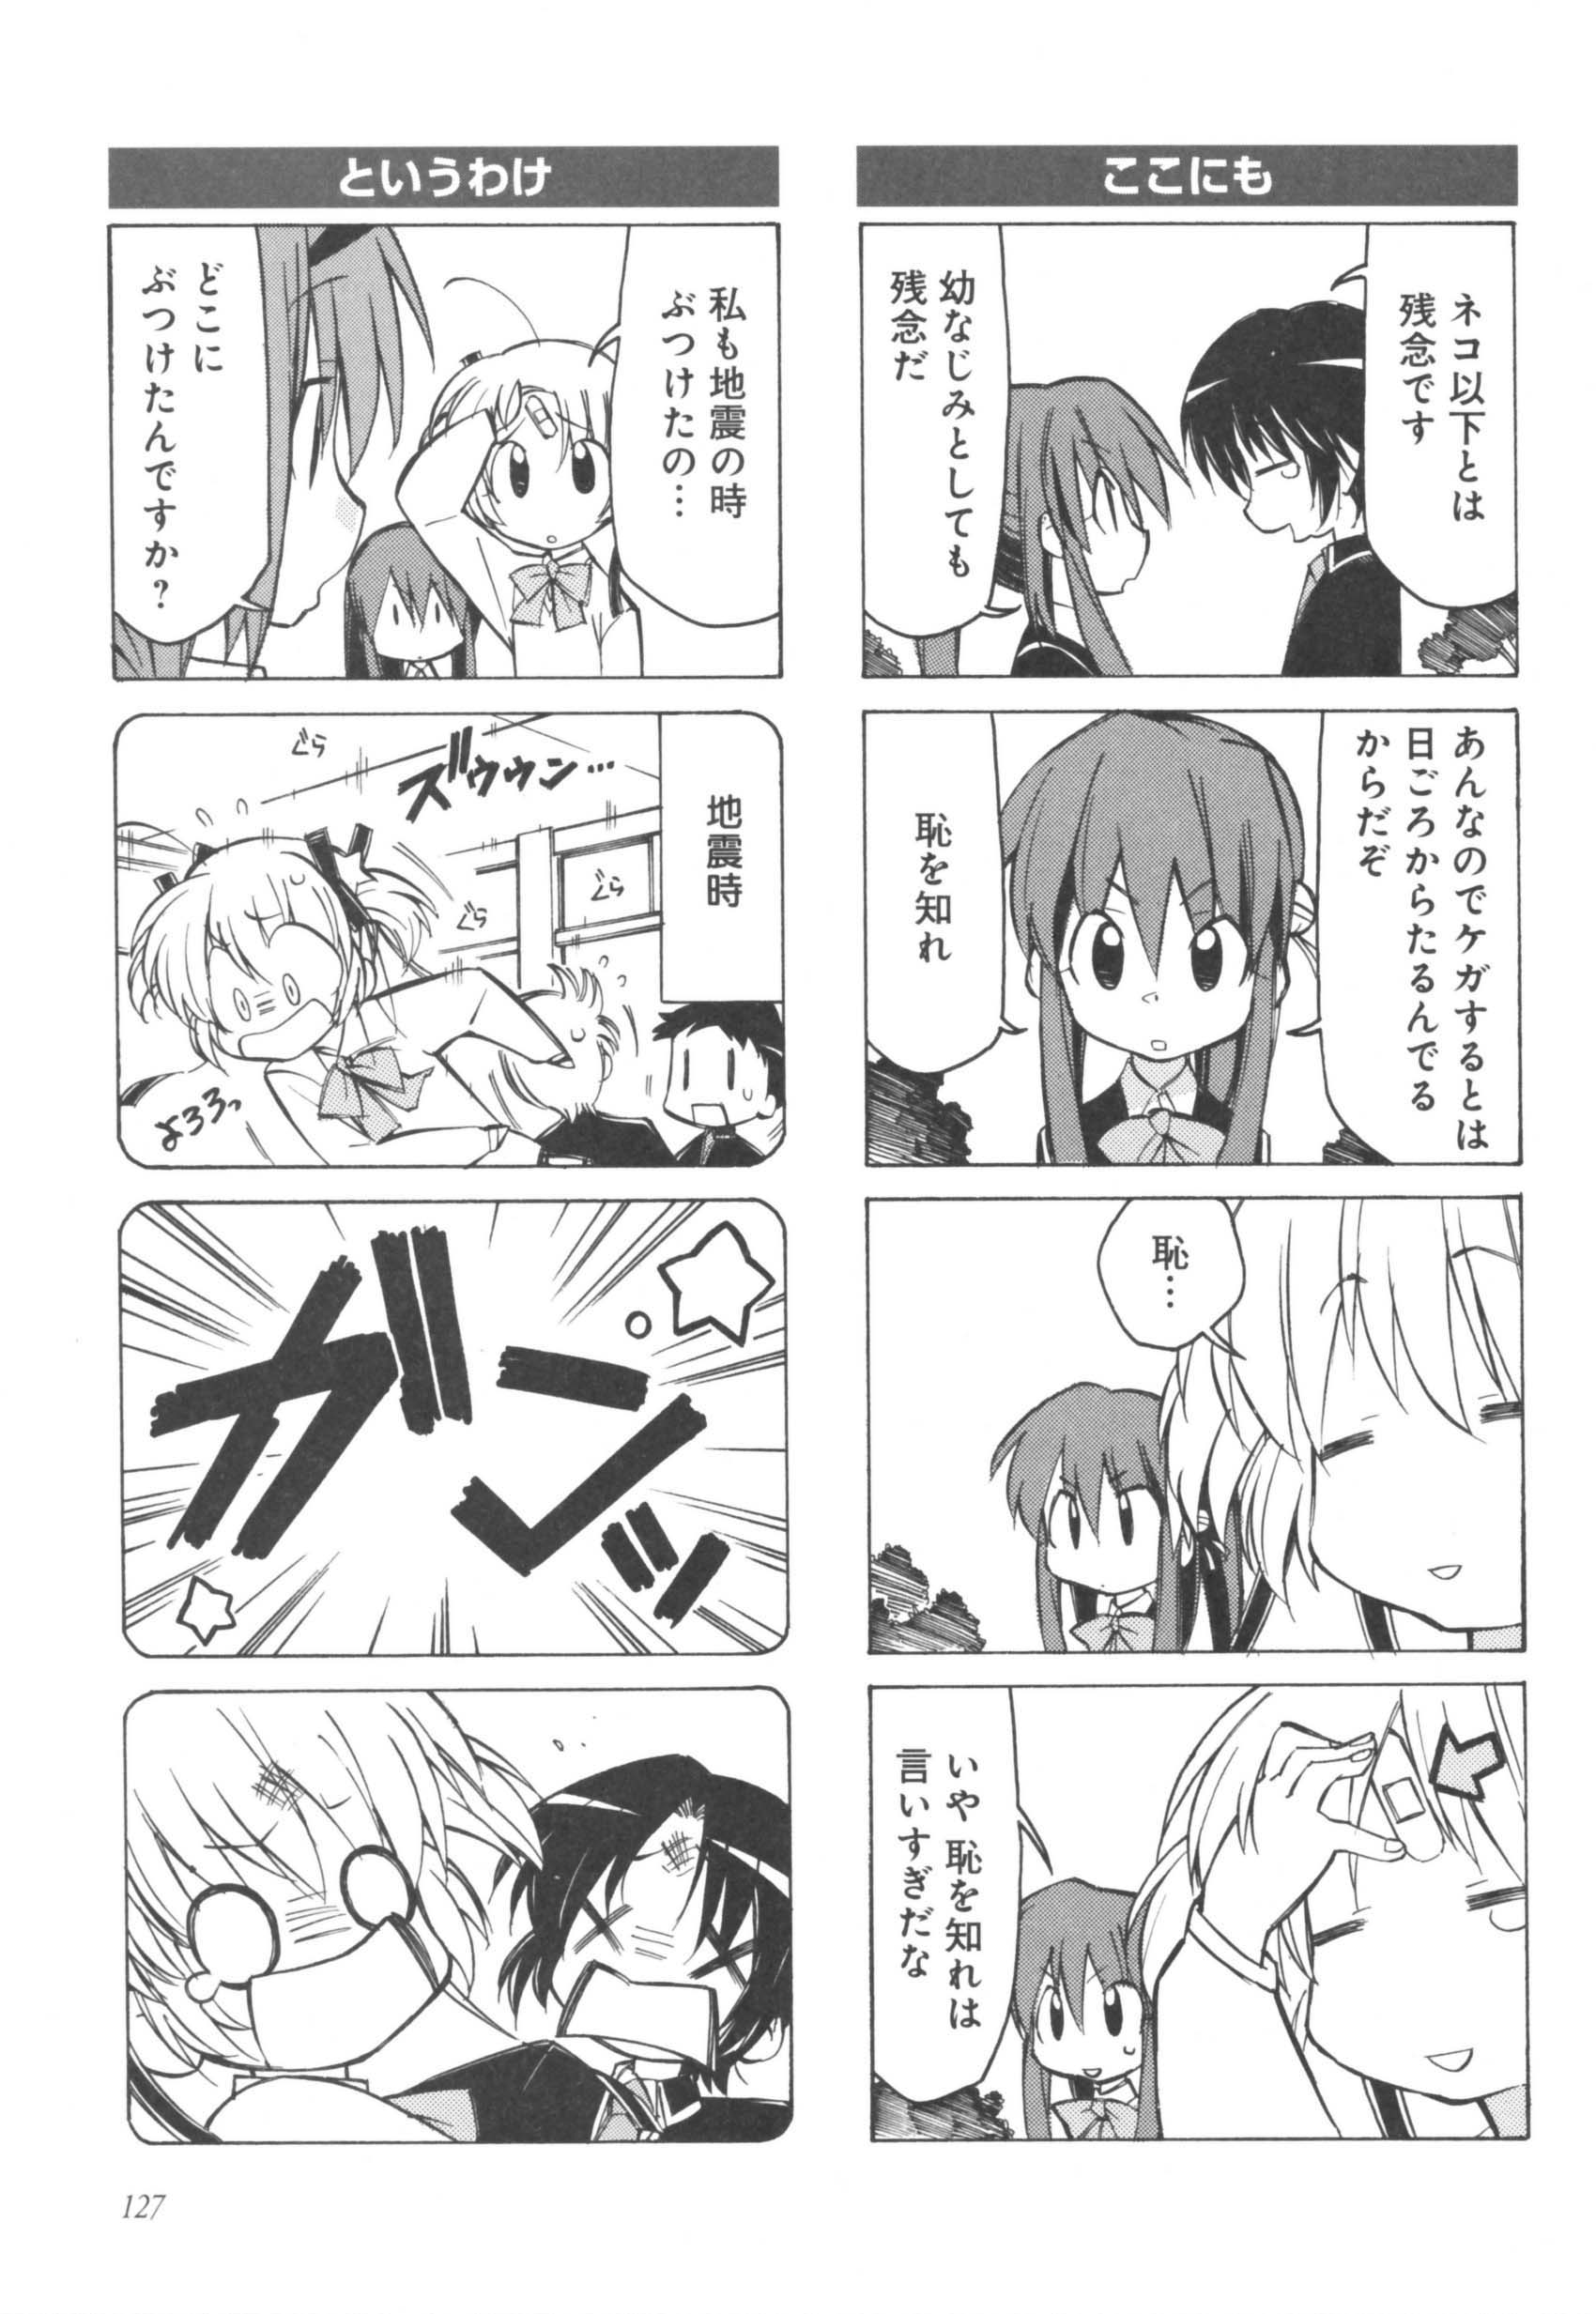 ここにも
ネコ以下とは
残念です
幼なじみとしても
残念だ
あんなのでケガするとは
日ごろからたるんでる
からだぞ
恥を知れ
恥…
いや恥を知れは
言いすぎだな
というわけ
私も地震の時
ぶつけたの…
どこに
ぶつけたんですか？
地震時
ズウゥン…
ぐら
ぐら
ぐら
よろろっ
ガンッ
127